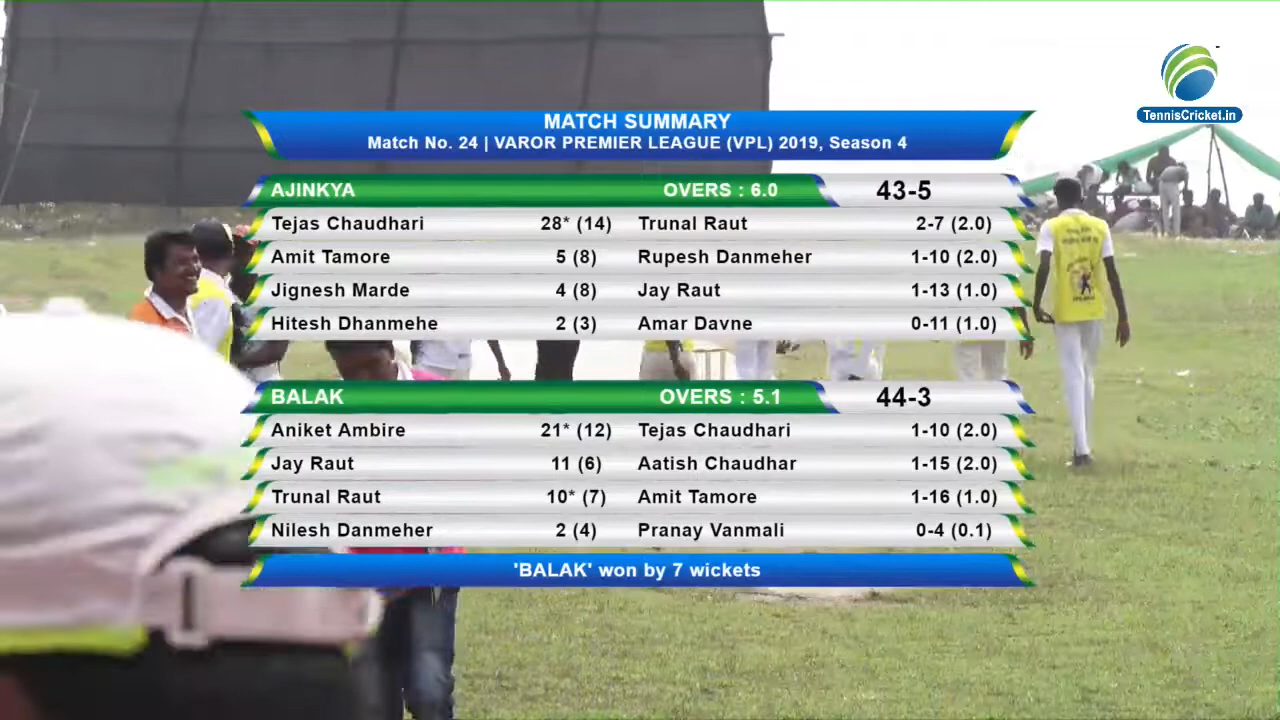 TennisCricket.in
MATCH SUMMARY
Match No. 24 | VAROR PREMIER LEAGUE (VPL) 2019, Season 4
AJINKYA OVERS : 6.0 43-5
Tejas Chaudhari 28* (14) Trunal Raut 2-7 (2.0)
Amit Tamore 5 (8) Rupesh Danmeher 1-10 (2.0)
Jignesh Marde 4 (8) Jay Raut 1-13 (1.0)
Hitesh Dhanmehe 2 (3) Amar Davne 0-11 (1.0)
BALAK OVERS : 5.1 44-3
Aniket Ambire 21* (12) Tejas Chaudhari 1-10 (2.0)
Jay Raut 11 (6) Aatish Chaudhar 1-15 (2.0)
Trunal Raut 10* (7) Amit Tamore 1-16 (1.0)
Nilesh Danmeher 2 (4) Pranay Vanmali 0-4 (0.1)
'BALAK' won by 7 wickets